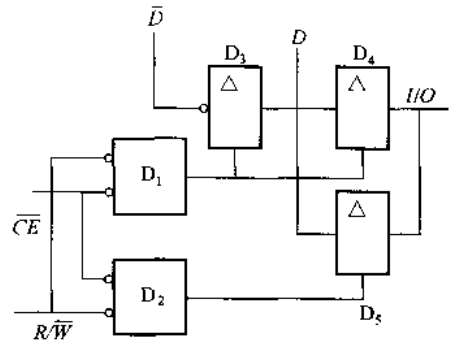 D̅
D
D₃
D₄
I/O
D₁
C̅E̅
D₂
D₅
R/W̅